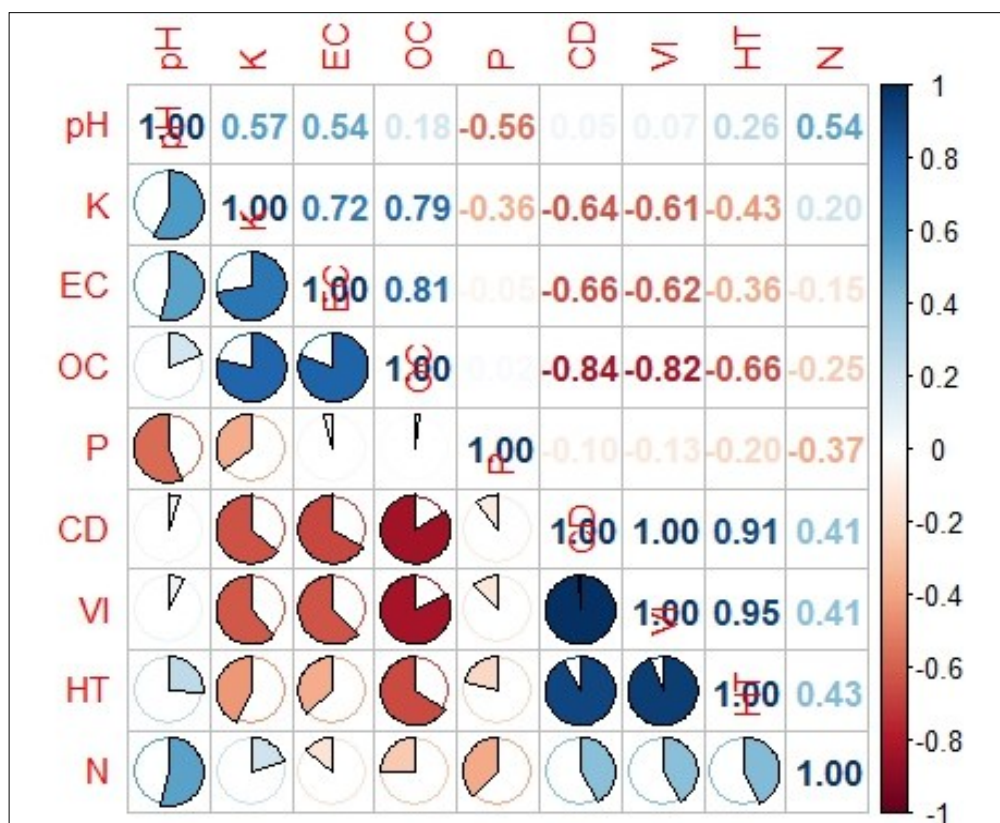 pH K EC OC P CD VI HT N
pH 1.00 pH 0.57 0.54 0.18 -0.56 0.05 0.07 0.26 0.54
K 1.00 K 0.72 0.79 -0.36 -0.64 -0.61 -0.43 0.20
EC 1.00 EC 0.81 -0.05 -0.66 -0.62 -0.36 -0.15
OC 1.00 OC 0.02 -0.84 -0.82 -0.66 -0.25
P 1.00 P -0.10 -0.13 -0.20 -0.37
CD 1.00 CD 1.00 0.91 0.41
VI 1.00 VI 0.95 0.41
HT 1.00 HT 0.43
N 1.00
1
0.8
0.6
0.4
0.2
0
-0.2
-0.4
-0.6
-0.8
-1